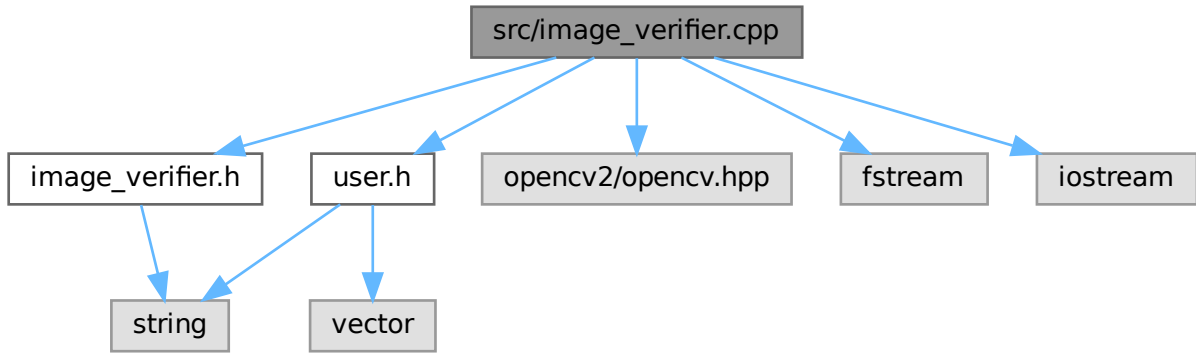 src/image_verifier.cpp
image_verifier.h
user.h
opencv2/opencv.hpp
fstream
iostream
string
vector